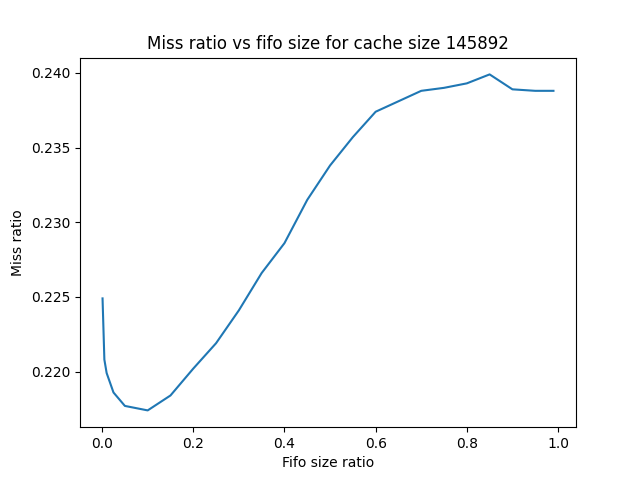 Miss ratio vs fifo size for cache size 145892
0.240
0.235
0.230
0.225
0.220
Miss ratio
0.0 0.2 0.4 0.6 0.8 1.0
Fifo size ratio